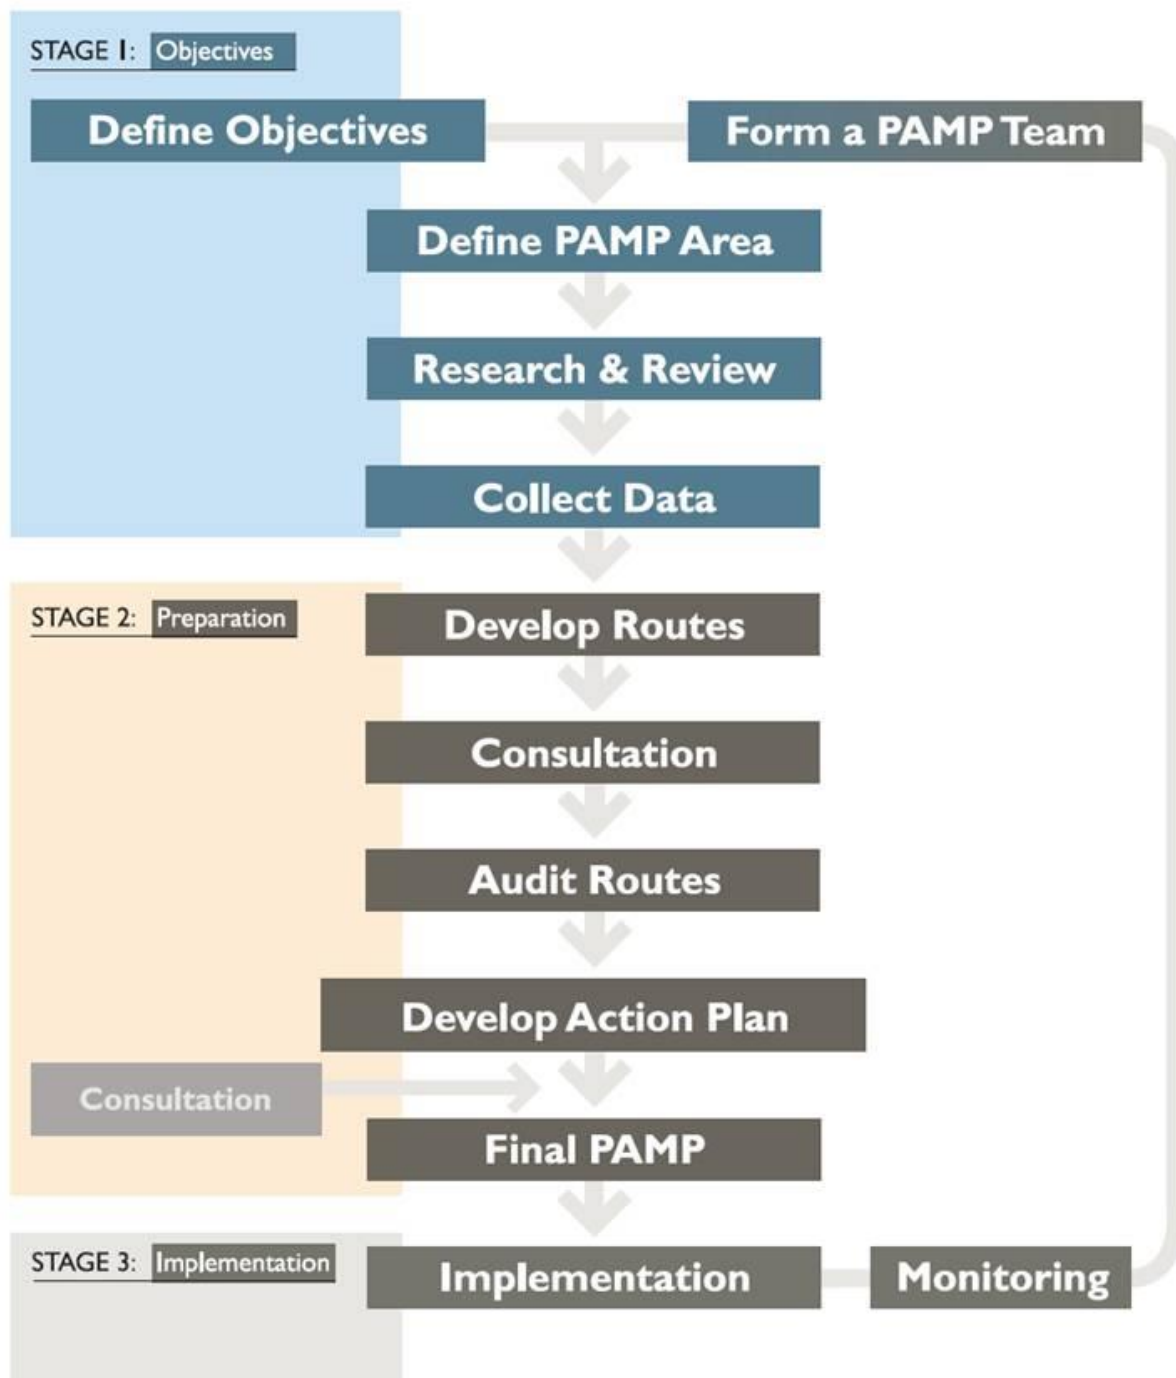 STAGE 1: Objectives
Define Objectives
Form a PAMP Team
Define PAMP Area
Research & Review
Collect Data
STAGE 2: Preparation
Develop Routes
Consultation
Audit Routes
Develop Action Plan
Consultation
Final PAMP
STAGE 3: Implementation
Implementation
Monitoring